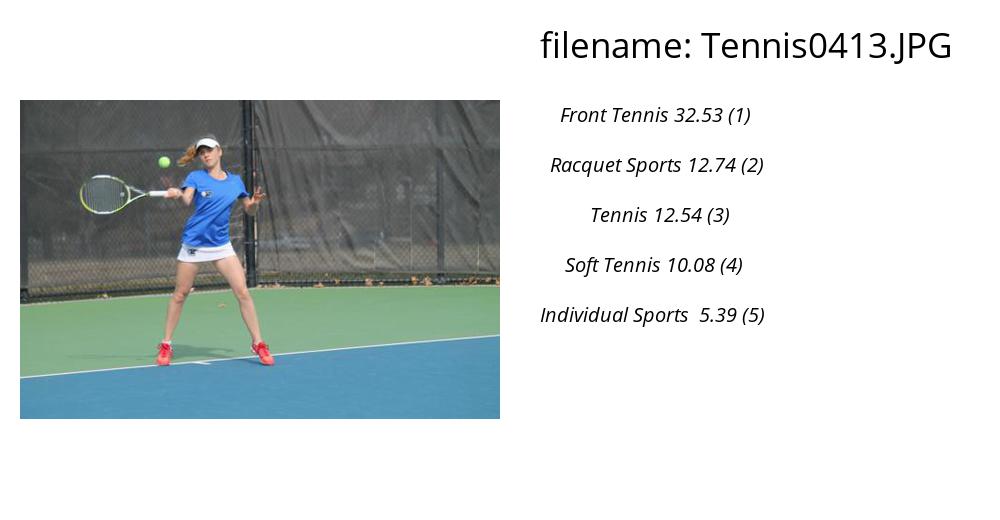 filename: Tennis0413.JPG
Front Tennis 32.53 (1)
Racquet Sports 12.74 (2)
Tennis 12.54 (3)
Soft Tennis 10.08 (4)
Individual Sports  5.39 (5)